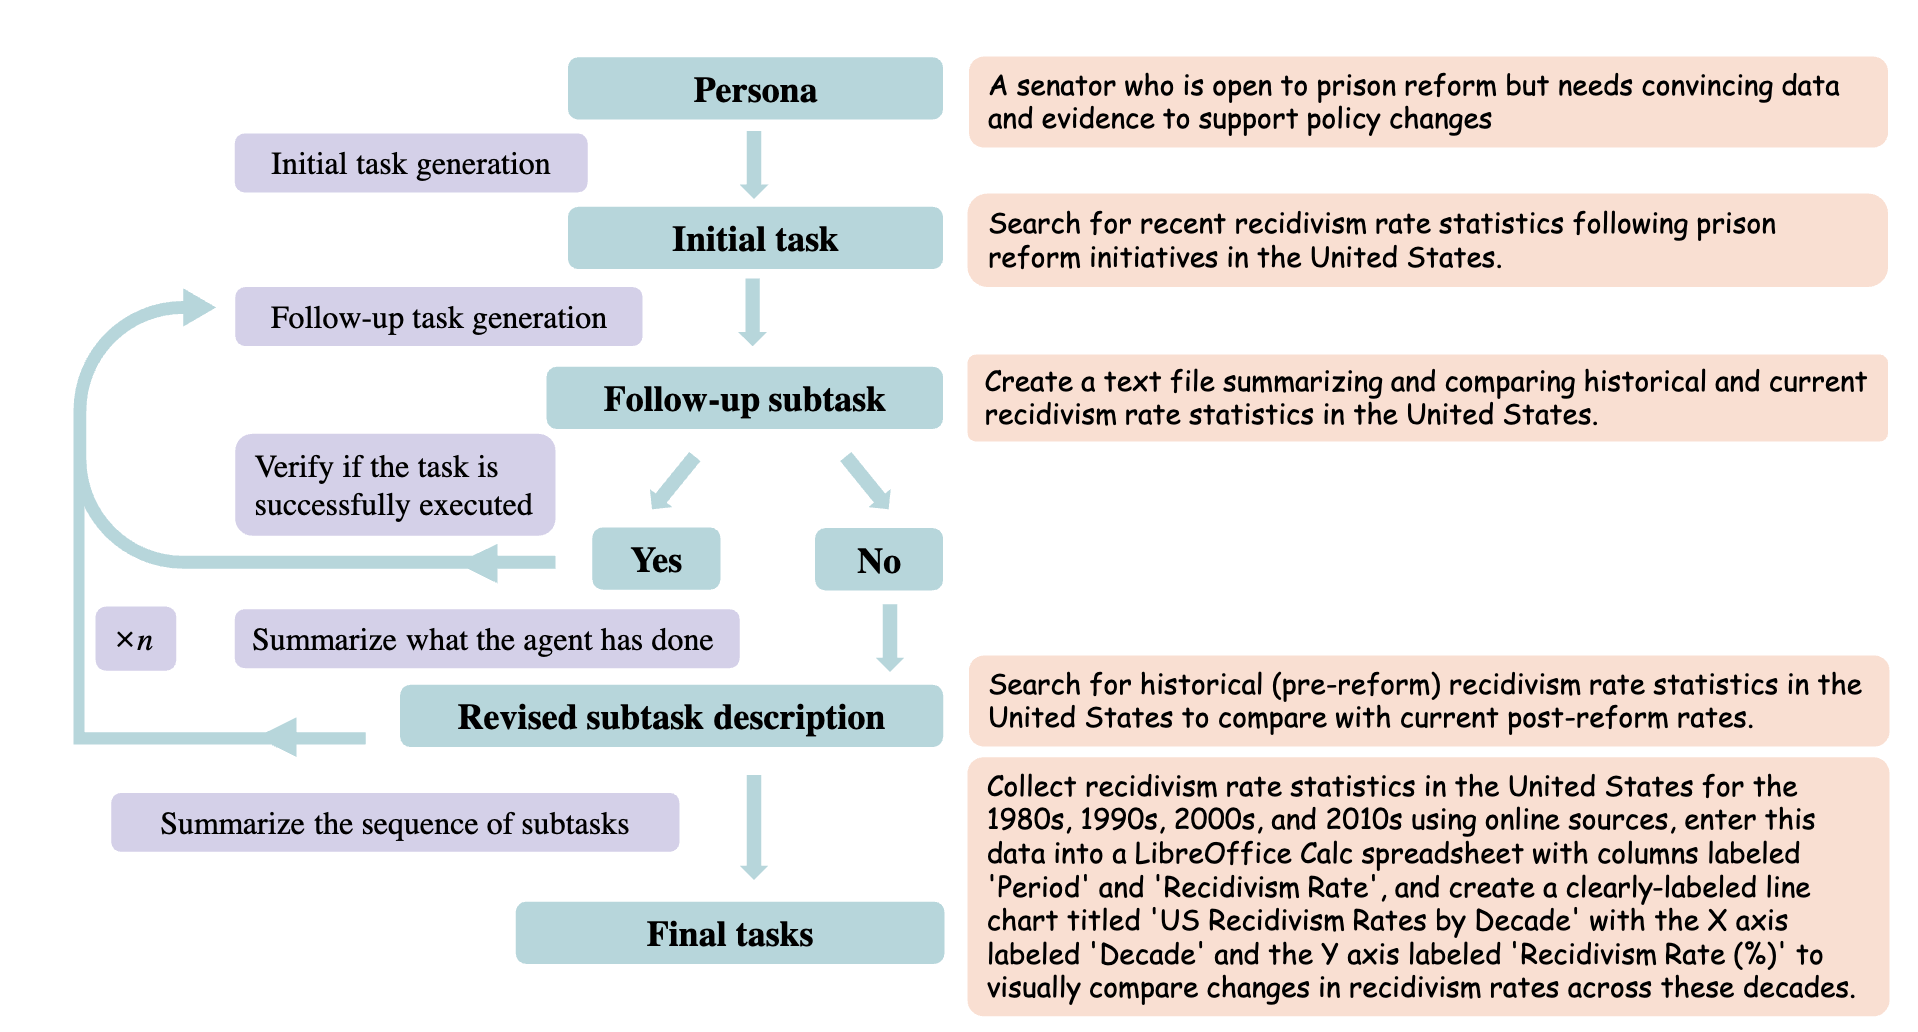 Persona
A senator who is open to prison reform but needs convincing data
and evidence to support policy changes
Initial task generation
Initial task
Search for recent recidivism rate statistics following prison
reform initiatives in the United States.
Follow-up task generation
Follow-up subtask
Create a text file summarizing and comparing historical and current
recidivism rate statistics in the United States.
Verify if the task is
successfully executed
Yes
No
×n
Summarize what the agent has done
Revised subtask description
Search for historical (pre-reform) recidivism rate statistics in the
United States to compare with current post-reform rates.
Summarize the sequence of subtasks
Final tasks
Collect recidivism rate statistics in the United States for the
1980s, 1990s, 2000s, and 2010s using online sources, enter this
data into a LibreOffice Calc spreadsheet with columns labeled
'Period' and 'Recidivism Rate', and create a clearly-labeled line
chart titled 'US Recidivism Rates by Decade' with the X axis
labeled 'Decade' and the Y axis labeled 'Recidivism Rate (%)' to
visually compare changes in recidivism rates across these decades.